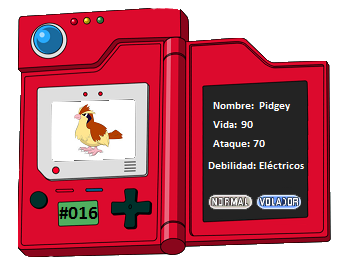 #016
Nombre: Pidgey
Vida: 90
Ataque: 70
Debilidad: Eléctricos
NORMAL VOLADOR